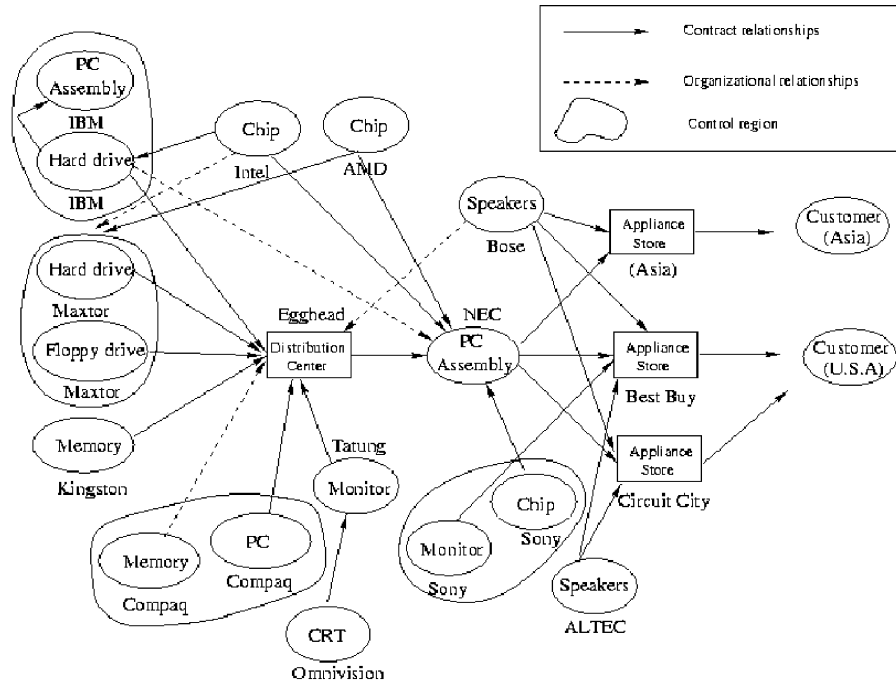 Contract relationships
Organizational relationships
Control region
PC
Assembly
IBM
Hard drive
IBM
Chip
Intel
Chip
AMD
Speakers
Bose
Appliance
Store
(Asia)
Customer
(Asia)
Hard drive
Maxtor
Floppy drive
Maxtor
Egghead
Distribution
Center
NEC
PC
Assembly
Appliance
Store
Best Buy
Customer
(U.S.A)
Memory
Kingston
Tatung
Monitor
Appliance
Store
Circuit City
Memory
Compaq
PC
Compaq
Chip
Sony
Monitor
Sony
Speakers
ALTEC
CRT
Omnivision